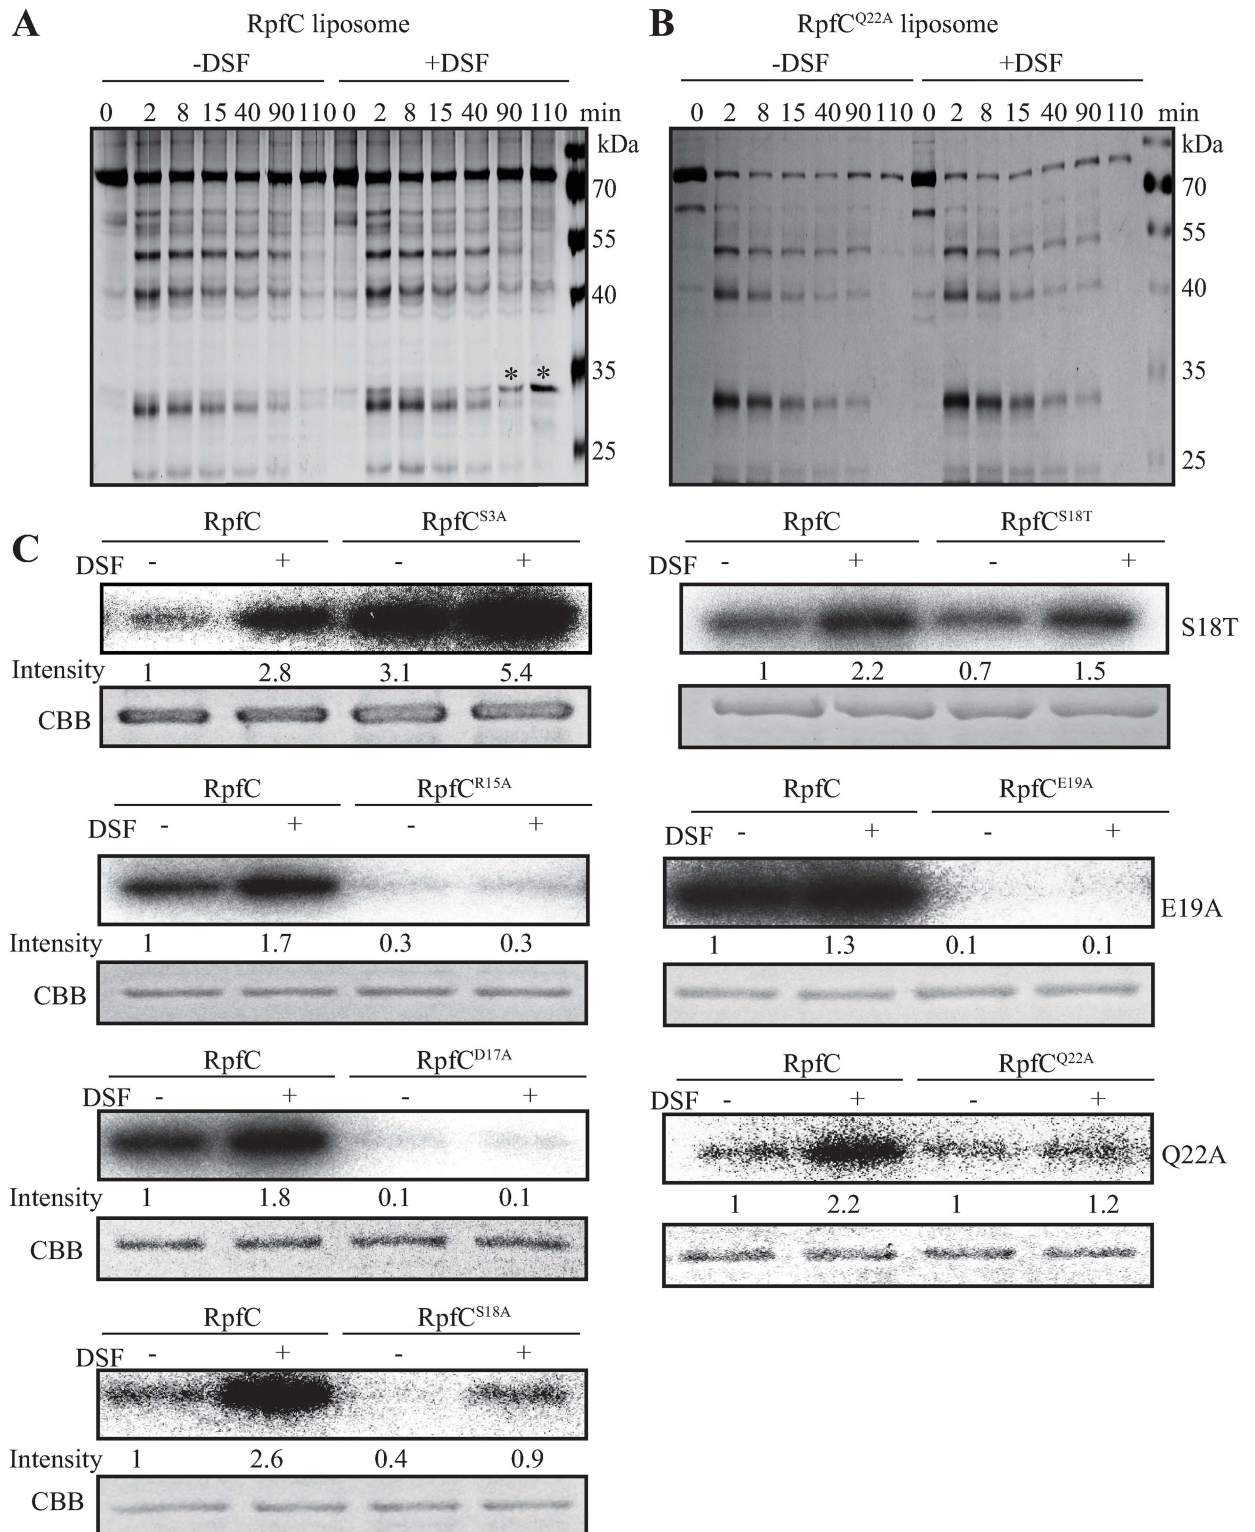 A RpfC liposome
-DSF +DSF
0 2 8 15 40 90 110 0 2 8 15 40 90 110 min
kDa
70
55
40
35
* *
25
B RpfC^Q22A liposome
-DSF +DSF
0 2 8 15 40 90 110 0 2 8 15 40 90 110 min
kDa
70
55
40
35
25
C
RpfC RpfC^S3A
DSF - + - +
Intensity 1 2.8 3.1 5.4
CBB
RpfC RpfC^R15A
DSF - + - +
Intensity 1 1.7 0.3 0.3
CBB
RpfC RpfC^D17A
DSF - + - +
Intensity 1 1.8 0.1 0.1
CBB
RpfC RpfC^S18A
DSF - + - +
Intensity 1 2.6 0.4 0.9
CBB
RpfC RpfC^S18T
DSF - + - +
S18T
1 2.2 0.7 1.5
RpfC RpfC^E19A
DSF - + - +
E19A
1 1.3 0.1 0.1
RpfC RpfC^Q22A
DSF - + - +
Q22A
1 2.2 1 1.2